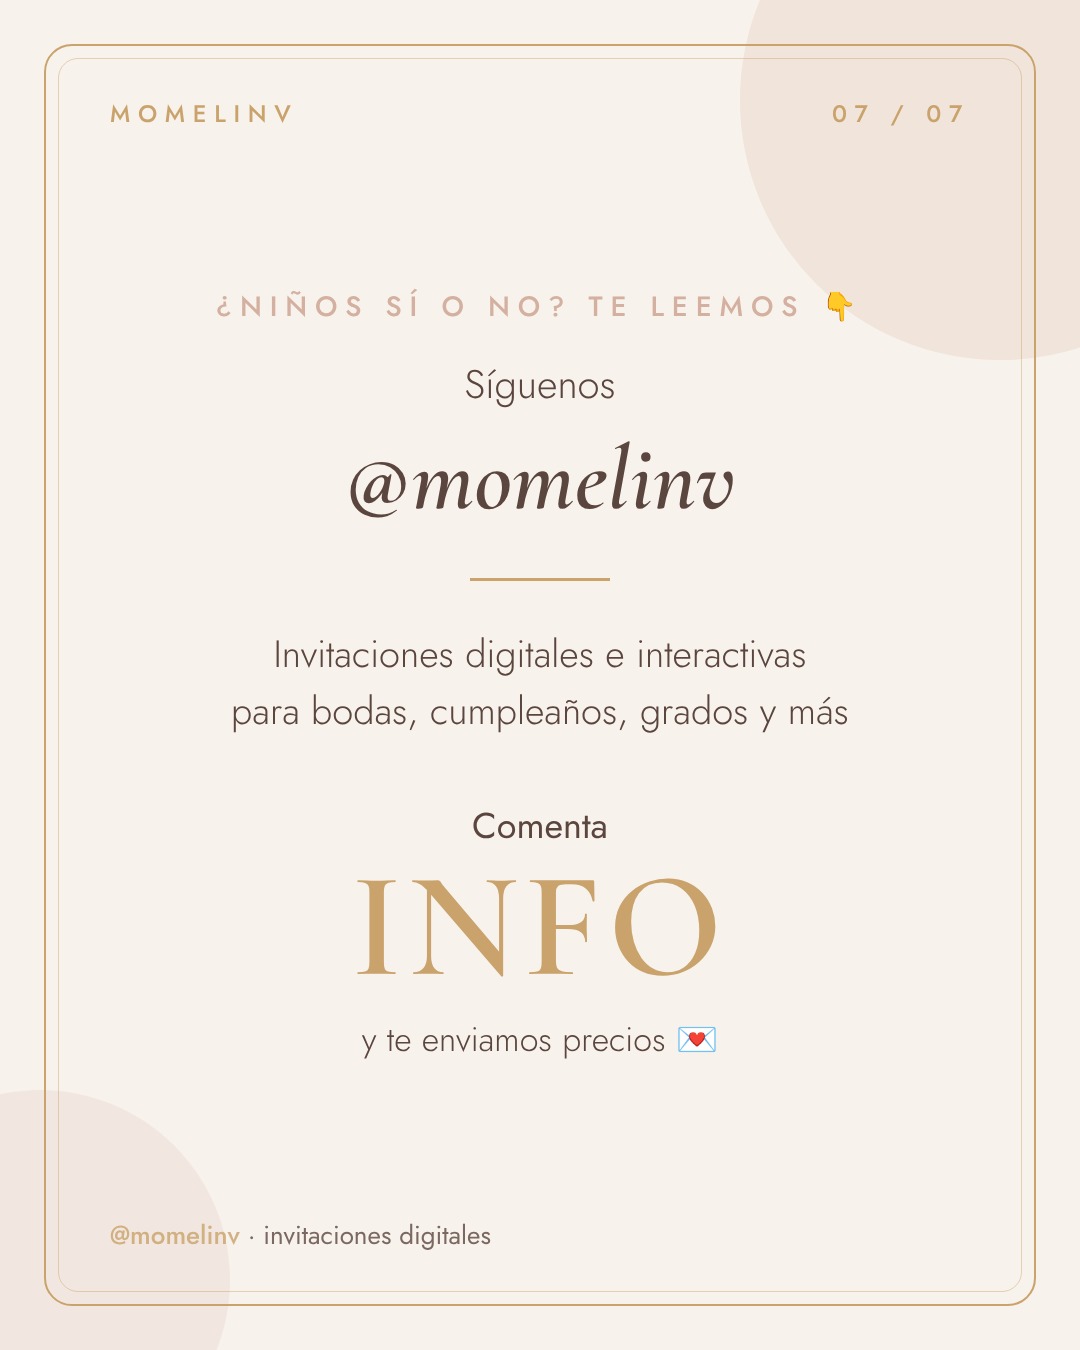 MOMELINV
07 / 07
¿NIÑOS SÍ O NO? TE LEEMOS 👇
Síguenos
@momelinv
Invitaciones digitales e interactivas
para bodas, cumpleaños, grados y más
Comenta
INFO
y te enviamos precios 💌
@momelinv · invitaciones digitales